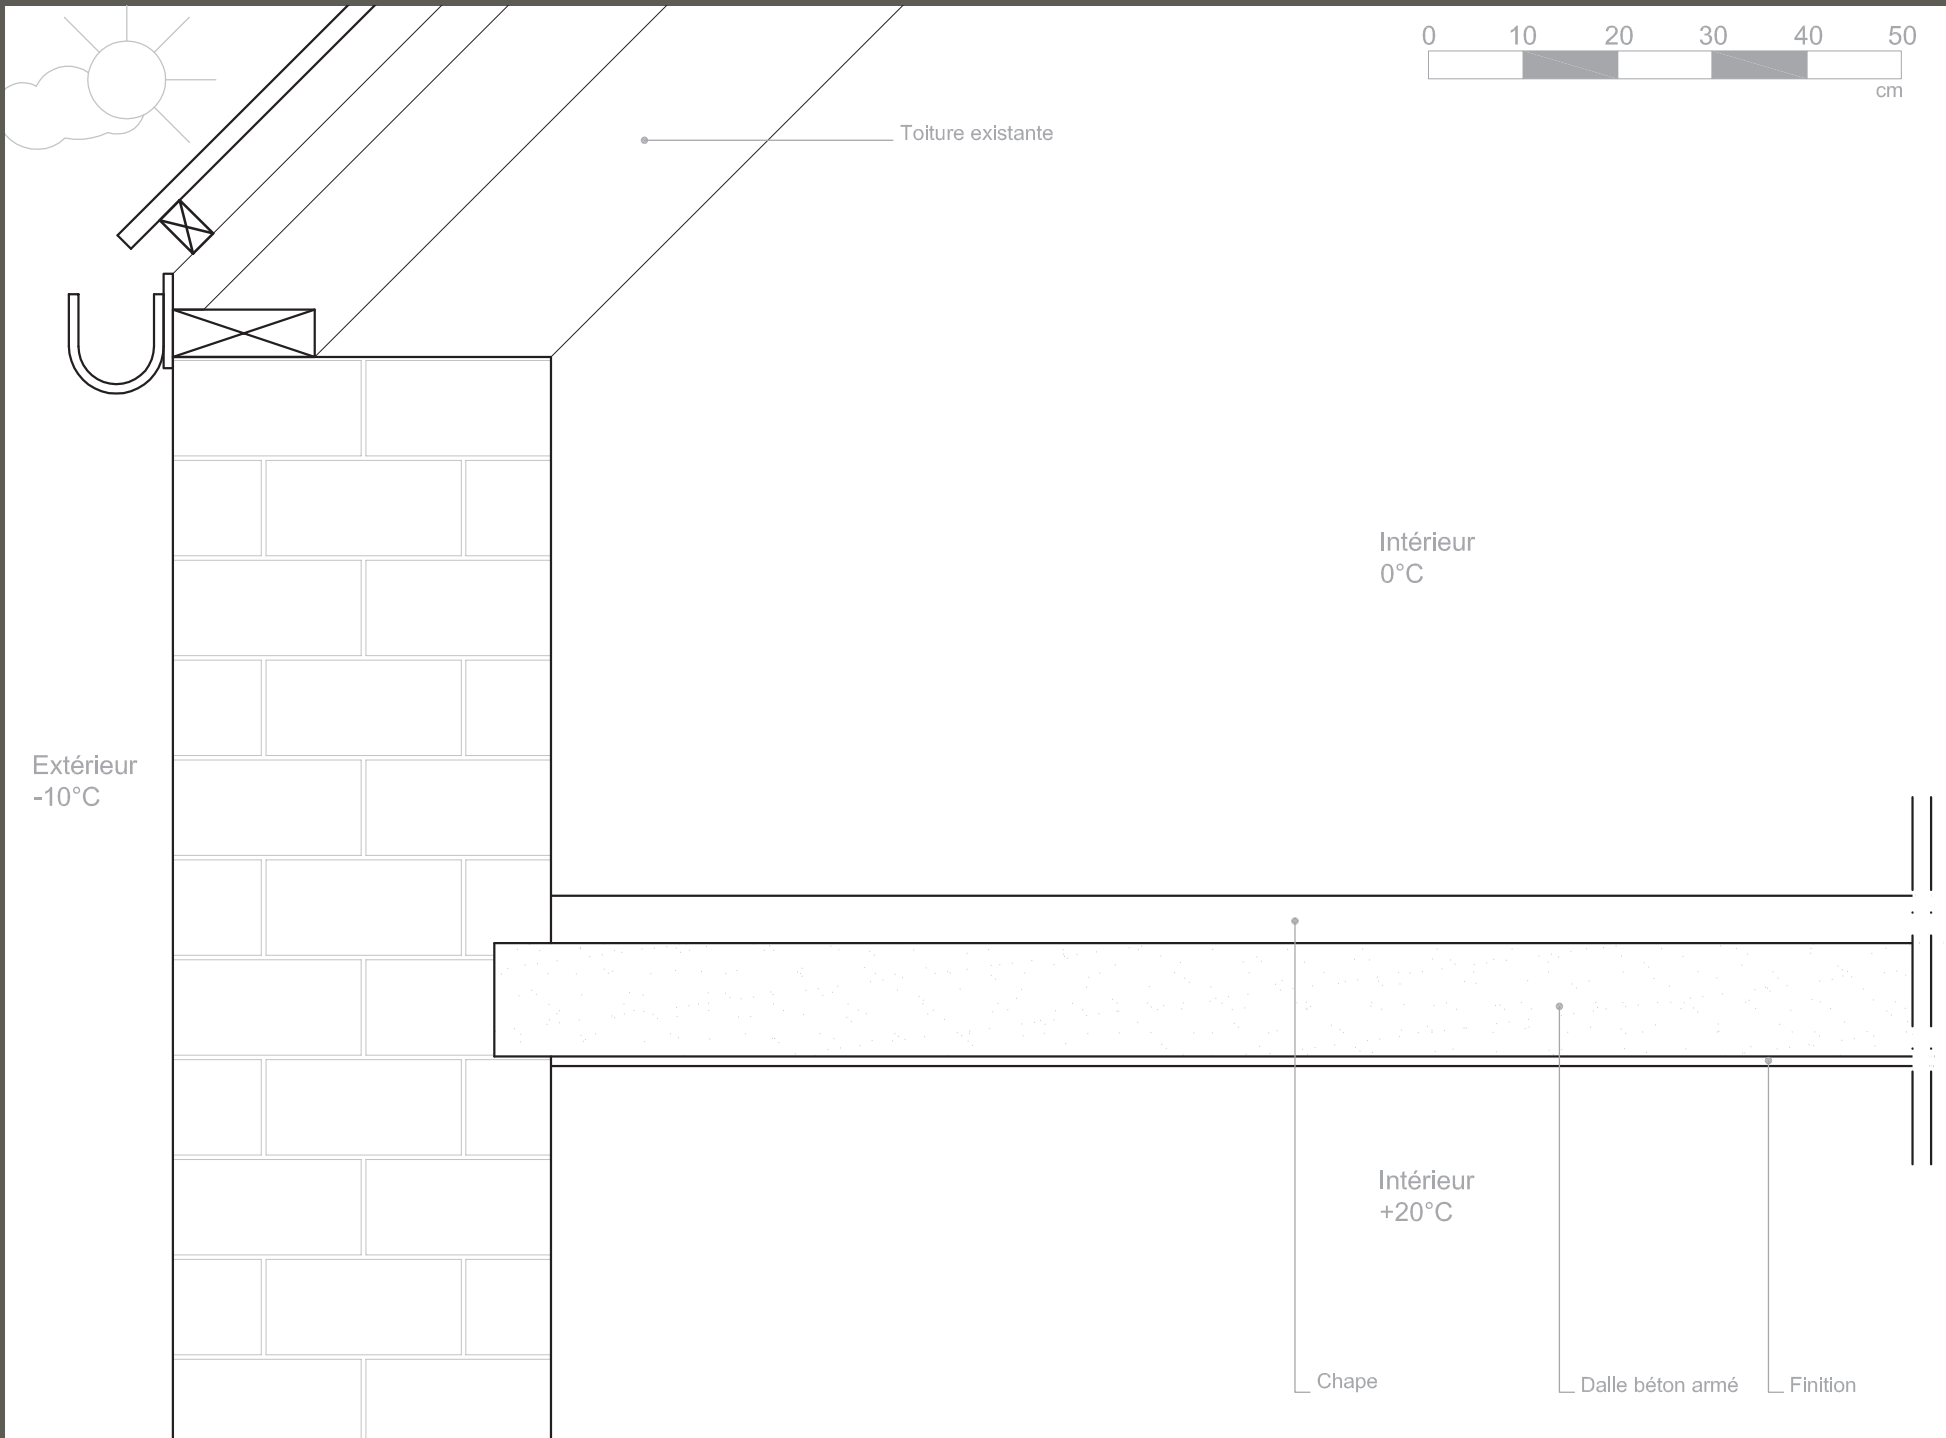 0 10 20 30 40 50
cm
Toiture existante
Intérieur
0°C
Extérieur
-10°C
Intérieur
+20°C
Chape
Dalle béton armé
Finition